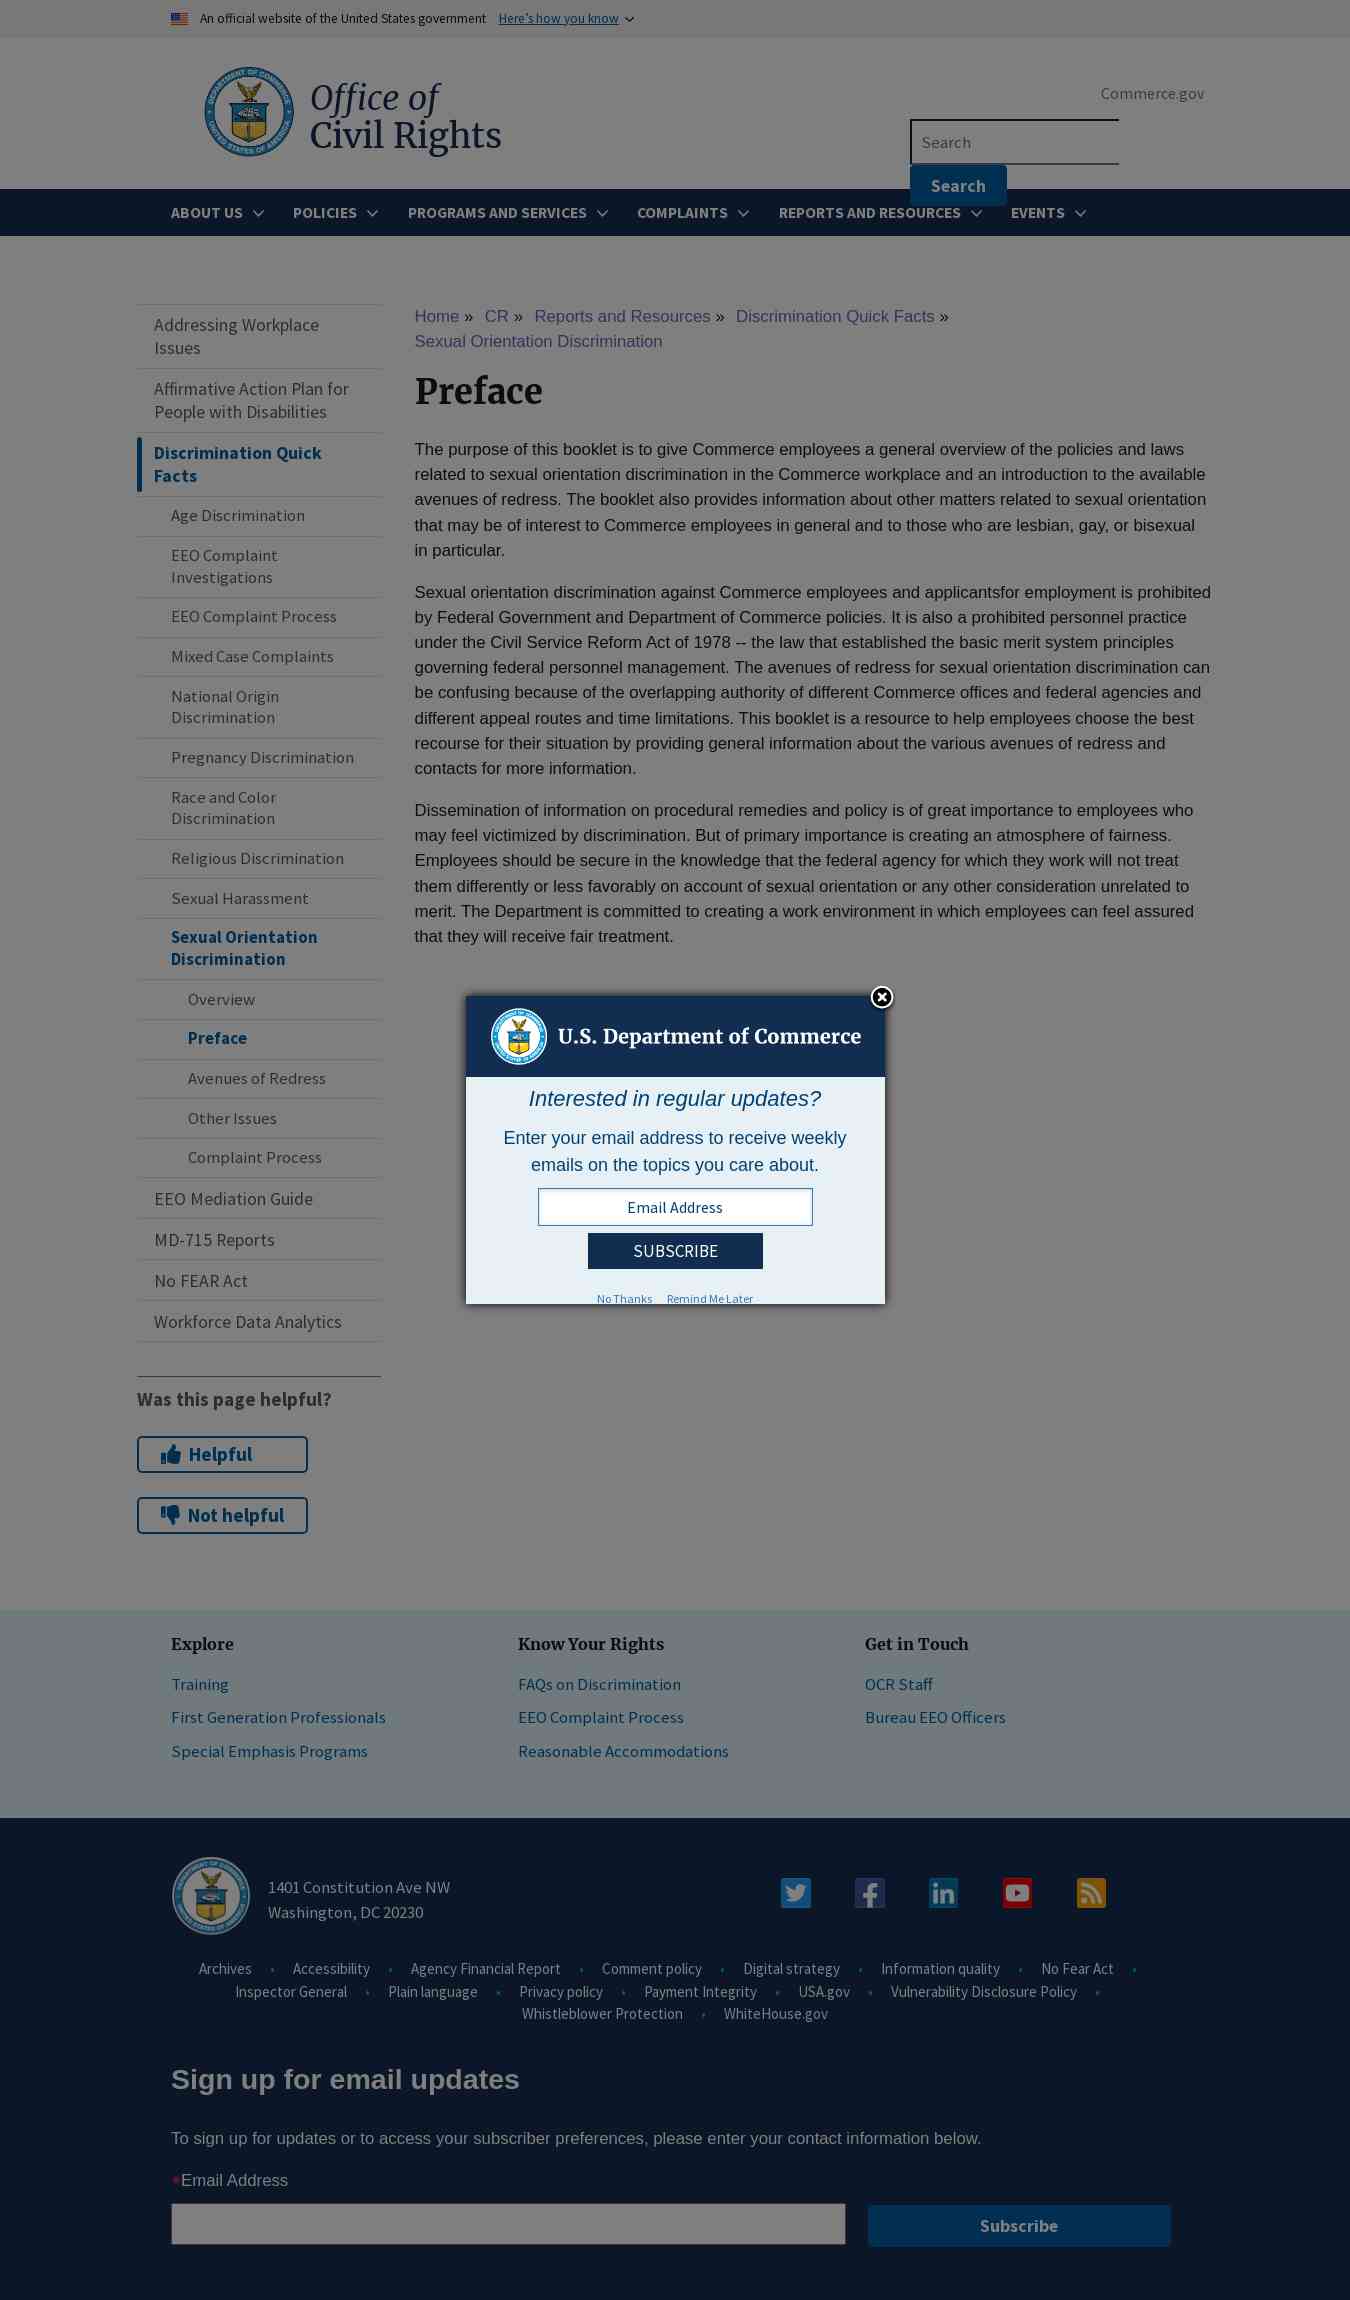 An official website of the United States government Here's how you know
DEPARTMENT OF COMMERCE
UNITED STATES OF AMERICA
Office of
Civil Rights
Commerce.gov
Search
Search
ABOUT US POLICIES PROGRAMS AND SERVICES COMPLAINTS REPORTS AND RESOURCES EVENTS
Addressing Workplace
Issues
Affirmative Action Plan for
People with Disabilities
Discrimination Quick
Facts
Age Discrimination
EEO Complaint
Investigations
EEO Complaint Process
Mixed Case Complaints
National Origin
Discrimination
Pregnancy Discrimination
Race and Color
Discrimination
Religious Discrimination
Sexual Harassment
Sexual Orientation
Discrimination
Overview
Preface
Avenues of Redress
Other Issues
Complaint Process
EEO Mediation Guide
MD-715 Reports
No FEAR Act
Workforce Data Analytics
Was this page helpful?
Helpful
Not helpful
Home » CR » Reports and Resources » Discrimination Quick Facts »
Sexual Orientation Discrimination
Preface
The purpose of this booklet is to give Commerce employees a general overview of the policies and laws
related to sexual orientation discrimination in the Commerce workplace and an introduction to the available
avenues of redress. The booklet also provides information about other matters related to sexual orientation
that may be of interest to Commerce employees in general and to those who are lesbian, gay, or bisexual
in particular.
Sexual orientation discrimination against Commerce employees and applicantsfor employment is prohibited
by Federal Government and Department of Commerce policies. It is also a prohibited personnel practice
under the Civil Service Reform Act of 1978 -- the law that established the basic merit system principles
governing federal personnel management. The avenues of redress for sexual orientation discrimination can
be confusing because of the overlapping authority of different Commerce offices and federal agencies and
different appeal routes and time limitations. This booklet is a resource to help employees choose the best
recourse for their situation by providing general information about the various avenues of redress and
contacts for more information.
Dissemination of information on procedural remedies and policy is of great importance to employees who
may feel victimized by discrimination. But of primary importance is creating an atmosphere of fairness.
Employees should be secure in the knowledge that the federal agency for which they work will not treat
them differently or less favorably on account of sexual orientation or any other consideration unrelated to
merit. The Department is committed to creating a work environment in which employees can feel assured
that they will receive fair treatment.
U.S. Department of Commerce
Interested in regular updates?
Enter your email address to receive weekly
emails on the topics you care about.
Email Address
SUBSCRIBE
No Thanks Remind Me Later
Explore
Training
First Generation Professionals
Special Emphasis Programs
Know Your Rights
FAQs on Discrimination
EEO Complaint Process
Reasonable Accommodations
Get in Touch
OCR Staff
Bureau EEO Officers
DEPARTMENT OF COMMERCE
UNITED STATES OF AMERICA
1401 Constitution Ave NW
Washington, DC 20230
Archives • Accessibility • Agency Financial Report • Comment policy • Digital strategy • Information quality • No Fear Act •
Inspector General • Plain language • Privacy policy • Payment Integrity • USA.gov • Vulnerability Disclosure Policy •
Whistleblower Protection • WhiteHouse.gov
Sign up for email updates
To sign up for updates or to access your subscriber preferences, please enter your contact information below.
*Email Address
Subscribe